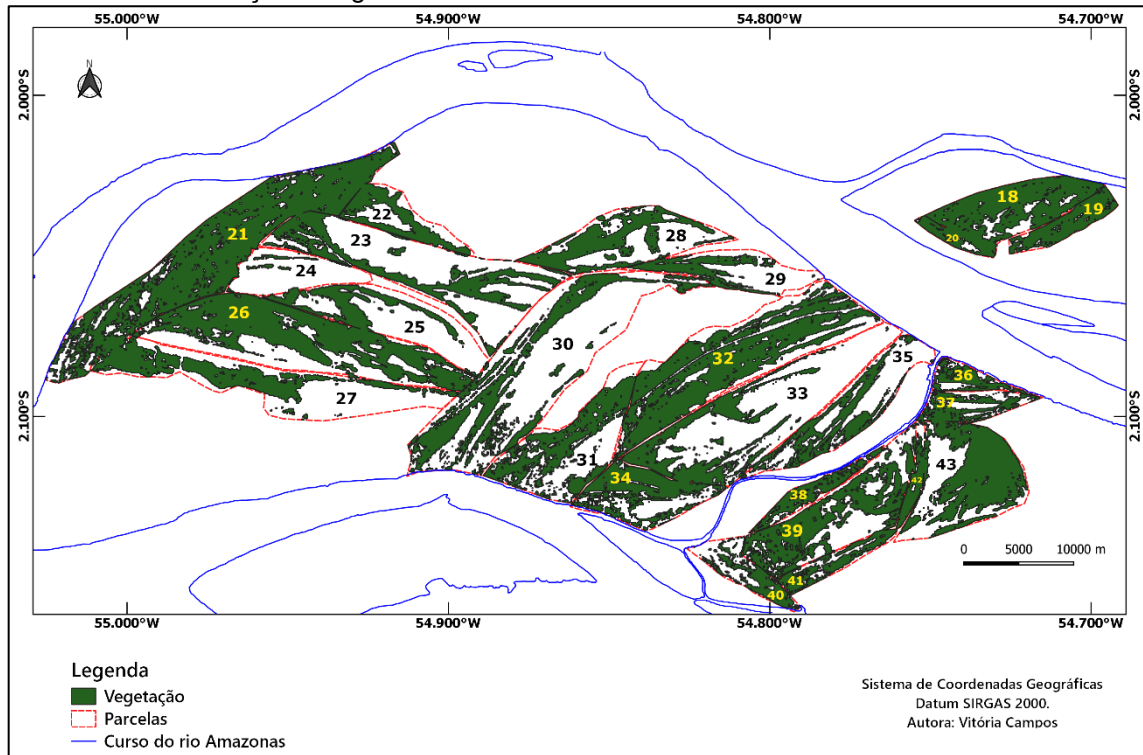 55.000°W 54.900°W 54.800°W 54.700°W
N
2.000°S 2.000°S
18
19
20
21
22
23
24
25
26
27
28
29
30
31
32
33
34
35
36
37
38
39
40
41
42
43
2.100°S 2.100°S
0 5000 10000 m
55.000°W 54.900°W 54.800°W 54.700°W
Legenda
Vegetação
Parcelas
Curso do rio Amazonas
Sistema de Coordenadas Geográficas
Datum SIRGAS 2000.
Autora: Vitória Campos